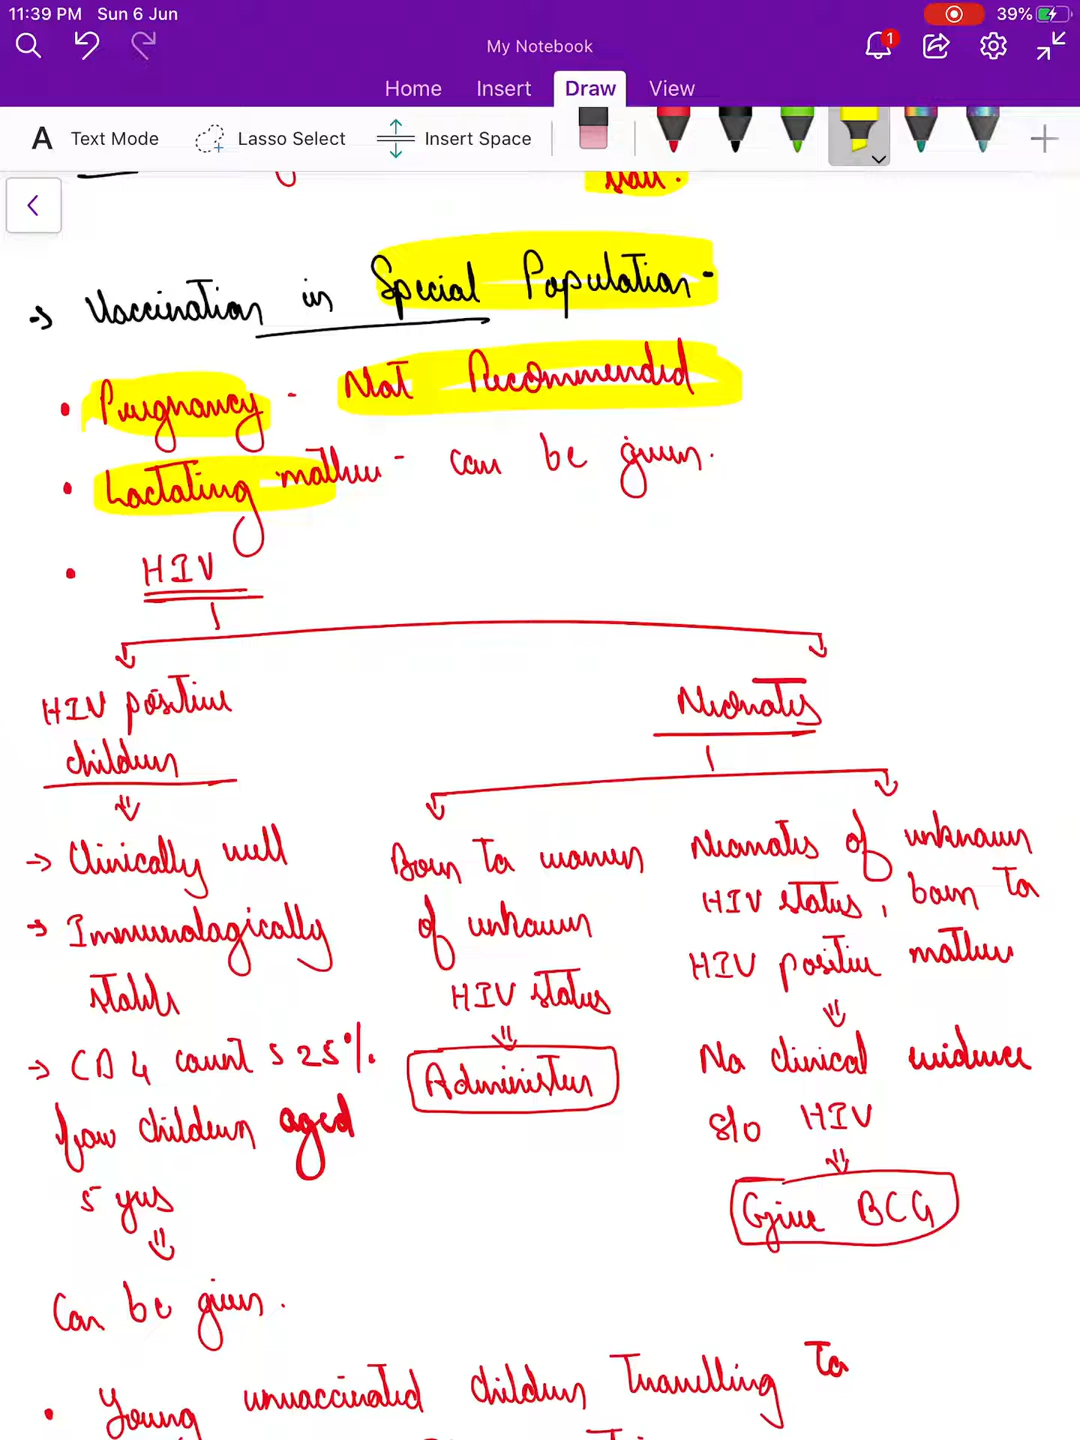 11:39 PM Sun 6 Jun
39%
My Notebook
1
Home Insert Draw View
A Text Mode Lasso Select Insert Space
→ Vaccination in Special Population-
• Pregnancy - Not Recommended
• Lactating mother - can be given.
• HIV
HIV positive
children
→ Clinically well
→ Immunologically
stable
→ CD4 count 25%
for children aged
5 yrs
Can be given.
Neonates
Born to women
of unknown
HIV status
Administer
Neonates of unknown
HIV status, born to
HIV positive mother
No clinical evidence
s/o HIV
Give BCG
• Young unvaccinated children Travelling to